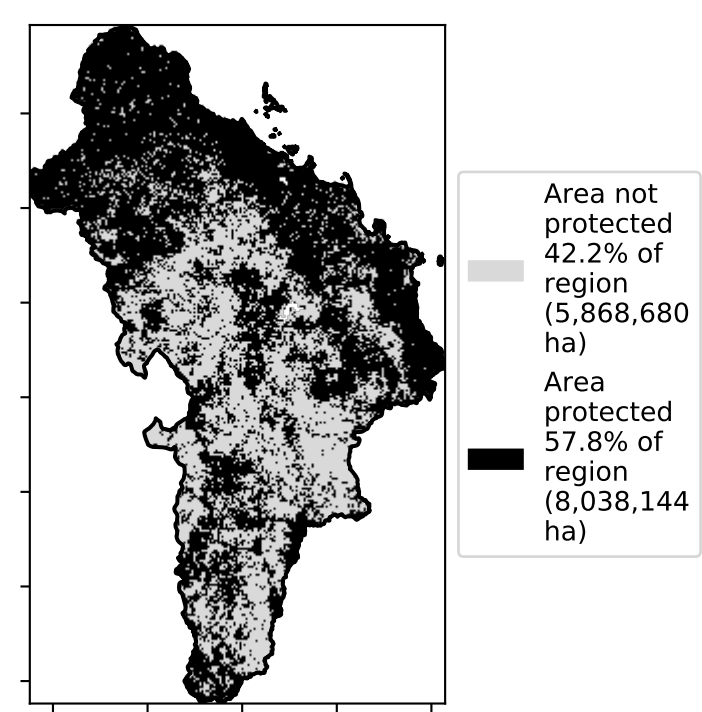 Area not
protected
42.2% of
region
(5,868,680
ha)
Area
protected
57.8% of
region
(8,038,144
ha)